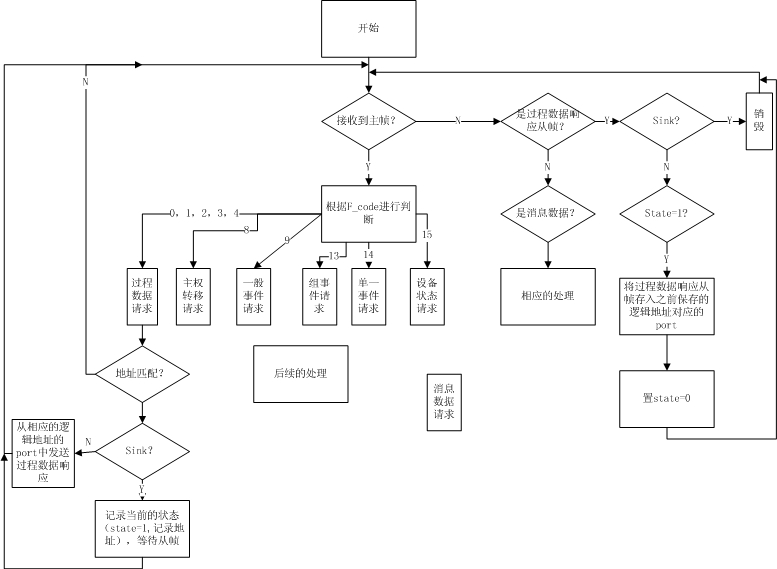 开始
N
接收到主帧？
N
是过程数据响
应从帧？
Y
Sink？
Y
销
毁
Y
N
N
根据F_code进行判
断
是消息数据？
State=1？
0，1，2，3，4
8
9
13
14
15
Y
过程
数据
请求
主权
转移
请求
一般
事件
请求
组事
件请
求
单一
事件
请求
设备
状态
请求
相应的处理
将过程数据响应从
帧存入之前保存的
逻辑地址对应的
port
地址匹配？
后续的处理
消息
数据
请求
置state=0
从相应的逻
辑地址的
port中发送
过程数据响
应
N
Sink？
Y
记录当前的状态
（state=1,记录地
址），等待从帧